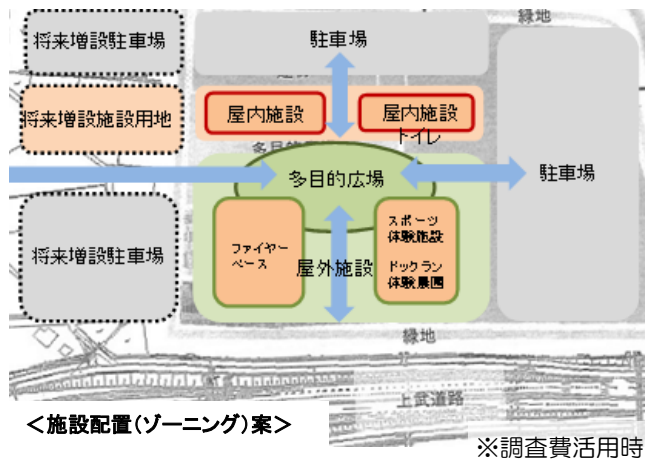 緑地
将来増設駐車場
駐車場
将来増設施設用地
屋内施設
屋内施設
トイレ
多目的広場
駐車場
将来増設駐車場
ファイヤー
ベース
屋外施設
スポーツ
体験施設
ドックラン
体験農園
緑地
上武道路
＜施設配置（ゾーニング）案＞
※調査費活用時